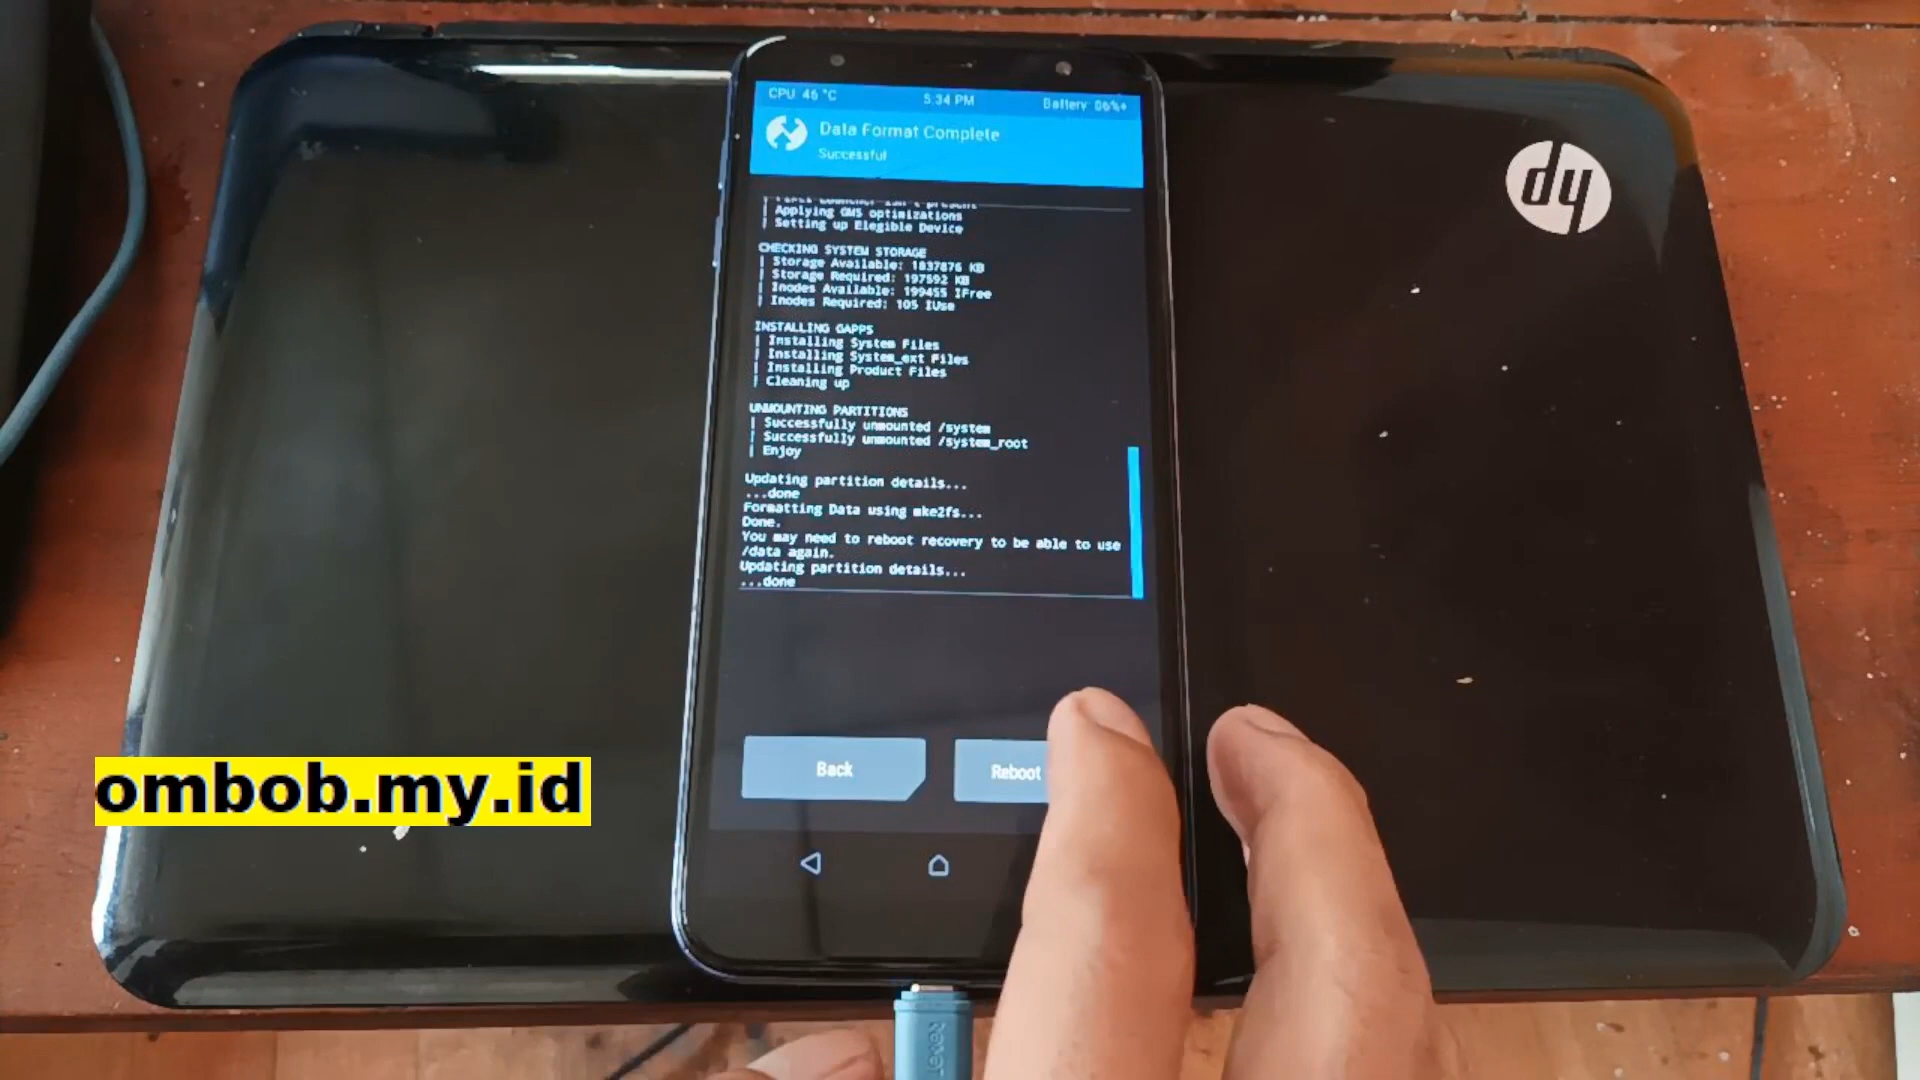 CPU: 46 °C
5:34 PM
Battery: 86%+
Data Format Complete
Successful
| Applying GMS optimizations
| Setting up Elegible Device
CHECKING SYSTEM STORAGE
| Storage Available: 1837876 KB
| Storage Required: 197592 KB
| Inodes Available: 199455 IFree
| Inodes Required: 105 IUse
INSTALLING GAPPS
| Installing System Files
| Installing System_ext Files
| Installing Product Files
| Cleaning up
UNMOUNTING PARTITIONS
| Successfully unmounted /system
| Successfully unmounted /system_root
| Enjoy
Updating partition details...
...done
Formatting Data using mke2fs...
Done.
You may need to reboot recovery to be able to use
/data again.
Updating partition details...
...done
Back
Reboot
hp
ombob.my.id